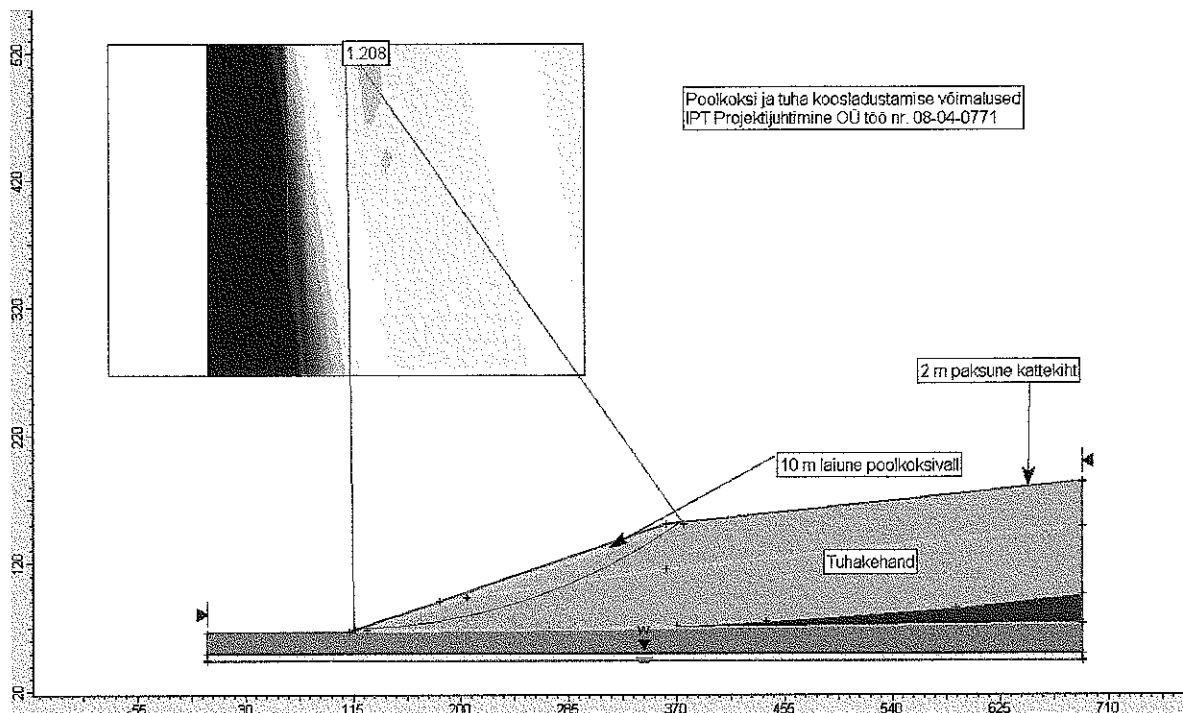 520
1.208
Poolkoksi ja tuha koosladustamise võimalused
IPT Projektijuhtimine OÜ töö nr. 08-04-0771
420
320
2 m paksune kattekiht
220
10 m laiune poolkoksivall
120
Tuhakehand
W
20
-55 30 115 200 285 370 455 540 625 710